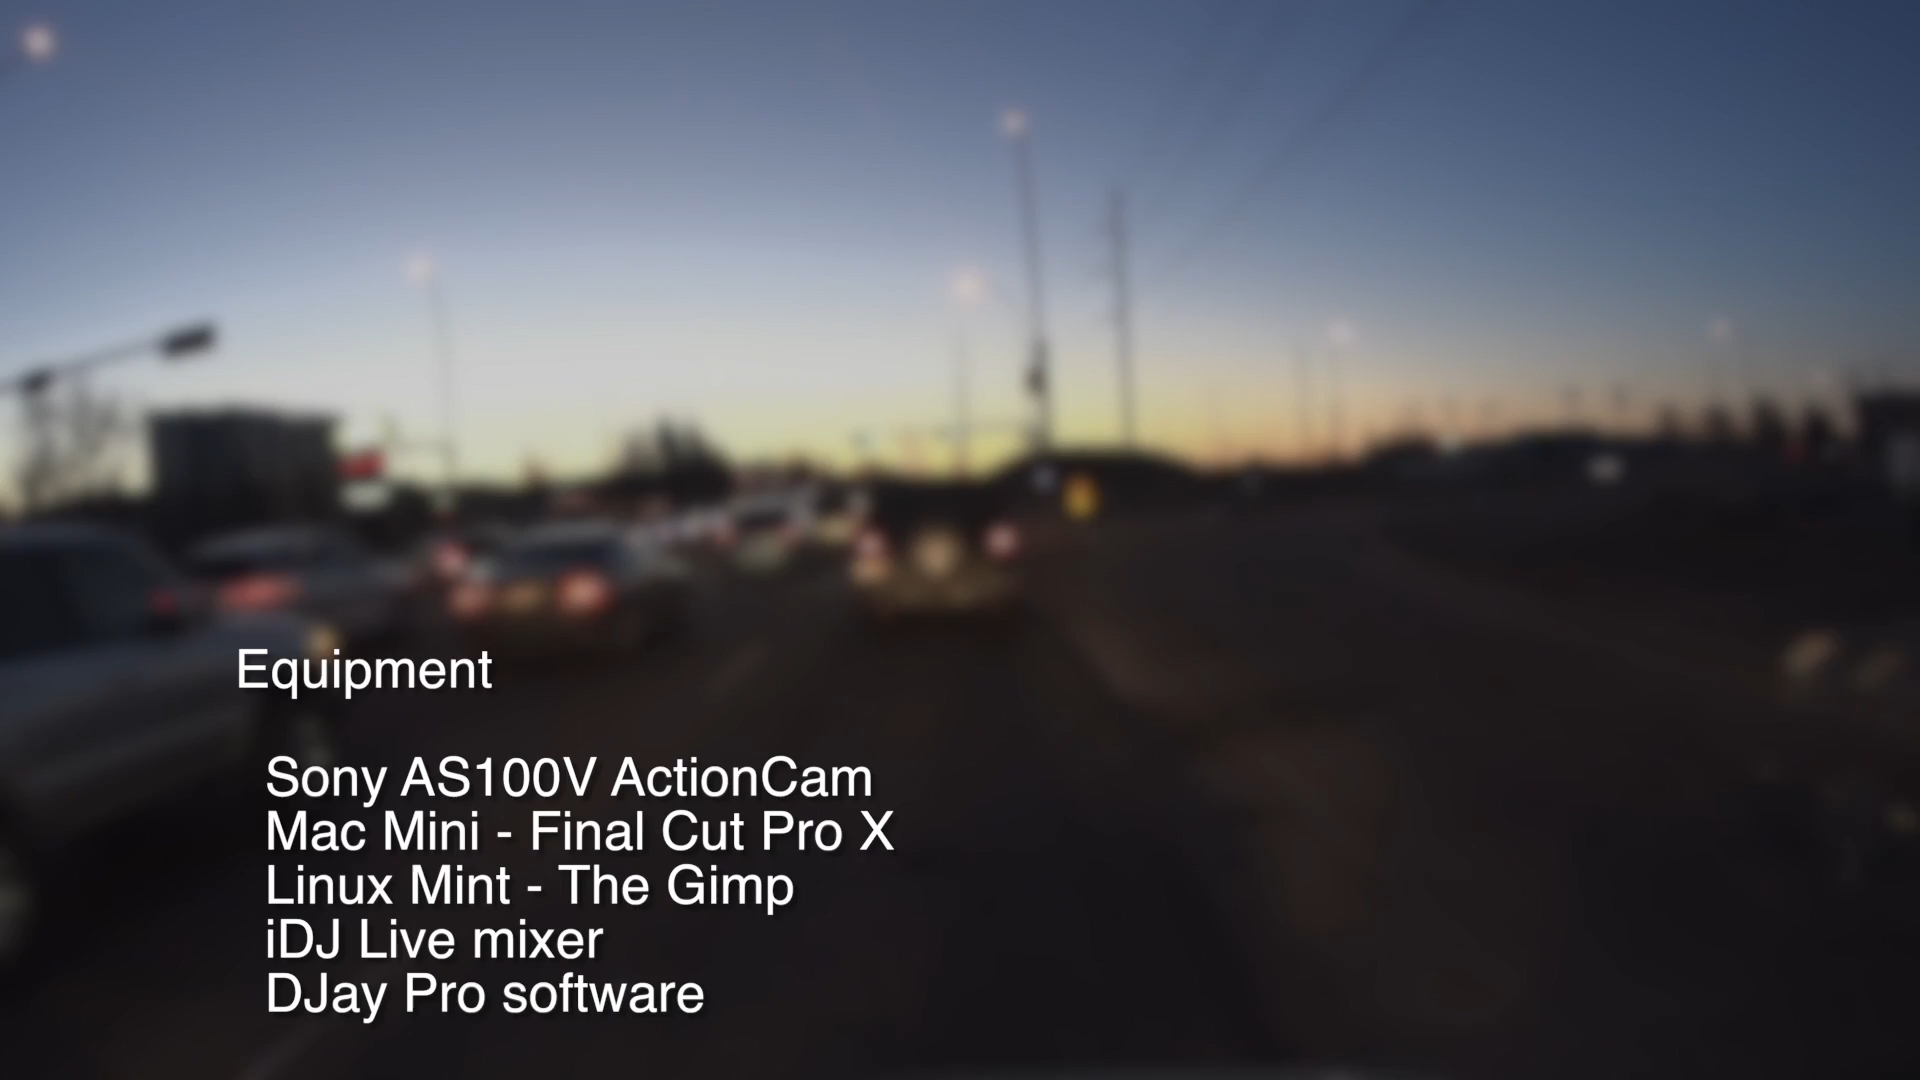 Equipment
Sony AS100V ActionCam
Mac Mini - Final Cut Pro X
Linux Mint - The Gimp
iDJ Live mixer
DJay Pro software